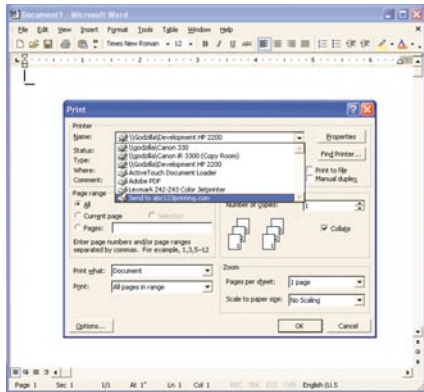 Document1 - Microsoft Word
File Edit View Insert Format Tools Table Window Help
Times New Roman 12 B I U ABC
Print
Printer
Name: \\Godzilla\Development HP 2200
Properties
\\godzilla\Canon 330
Status: \\Godzilla\Canon iR 3300 (Copy Room)
Find Printer...
Type: \\Godzilla\Development HP 2200
Where: ActiveTouch Document Loader
Print to file
Comment: Adobe PDF
Manual duplex
Lexmark Z42-Z43 Color Jetprinter
Page range
Send to abc123printing.com
All
Number of copies: 1
Current page Selection
Pages:
Collate
Enter page numbers and/or page ranges
separated by commas. For example, 1,3,5-12
Print what: Document
Zoom
Print: All pages in range
Pages per sheet: 1 page
Scale to paper size: No Scaling
Options...
OK Cancel
Page 1 Sec 1 1/1 At 1" Ln 1 Col 1 REC TRK EXT OVR English (U.S